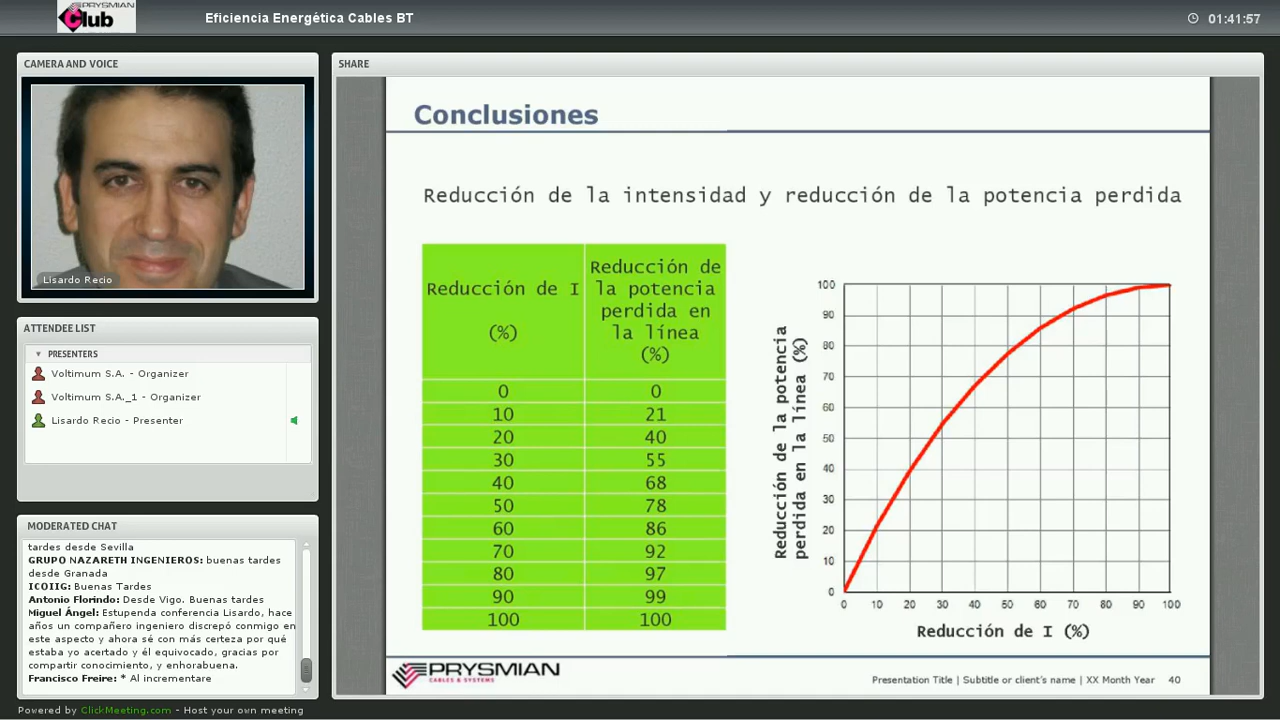 PRYSMIAN
Club
Eficiencia Energética Cables BT
01:41:57
CAMERA AND VOICE
Lisardo Recio
ATTENDEE LIST
PRESENTERS
Voltimum S.A. - Organizer
Voltimum S.A._1 - Organizer
Lisardo Recio - Presenter
MODERATED CHAT
tardes desde Sevilla
GRUPO NAZARETH INGENIEROS: buenas tardes
desde Granada
ICOIIG: Buenas Tardes
Antonio Florindo: Desde Vigo. Buenas tardes
Miguel Ángel: Estupenda conferencia Lisardo, hace
años un compañero ingeniero discrepó conmigo en
este aspecto y ahora sé con más certeza por qué
estaba yo acertado y él equivocado, gracias por
compartir conocimiento, y enhorabuena.
Francisco Freire: * Al incrementare
Powered by ClickMeeting.com - Host your own meeting
SHARE
Conclusiones
Reducción de la intensidad y reducción de la potencia perdida
Reducción de I
(%)
Reducción de
la potencia
perdida en
la línea
(%)
0 0
10 21
20 40
30 55
40 68
50 78
60 86
70 92
80 97
90 99
100 100
Reducción de la potencia
perdida en la línea (%)
100
90
80
70
60
50
40
30
20
10
0
0 10 20 30 40 50 60 70 80 90 100
Reducción de I (%)
PRYSMIAN
CABLES & SYSTEMS
Presentation Title | Subtitle or client's name | XX Month Year 40